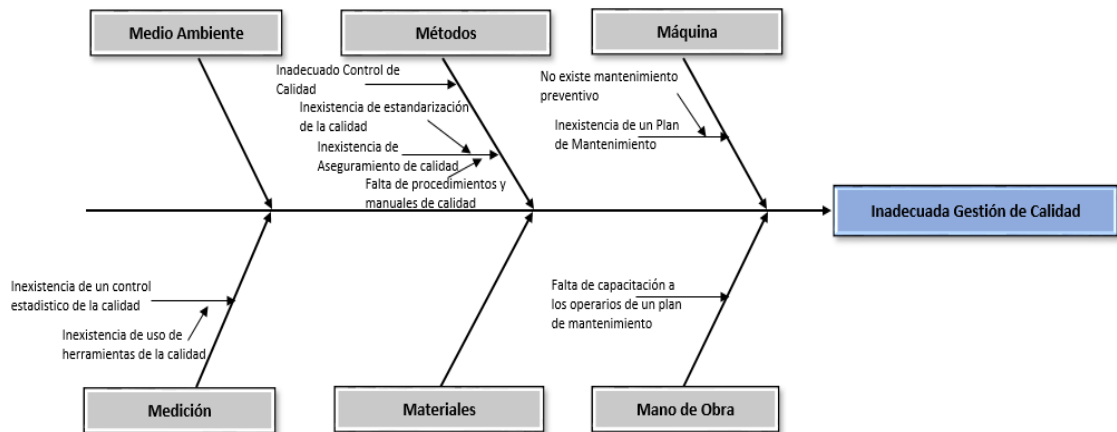 Medio Ambiente
Métodos
Máquina
Inadecuado Control de
Calidad
Inexistencia de estandarización
de la calidad
Inexistencia de
Aseguramiento de calidad
Falta de procedimientos y
manuales de calidad
No existe mantenimiento
preventivo
Inexistencia de un Plan
de Mantenimiento
Inadecuada Gestión de Calidad
Inexistencia de un control
estadistico de la calidad
Inexistencia de uso de
herramientas de la calidad
Falta de capacitación a
los operarios de un plan
de mantenimiento
Medición
Materiales
Mano de Obra